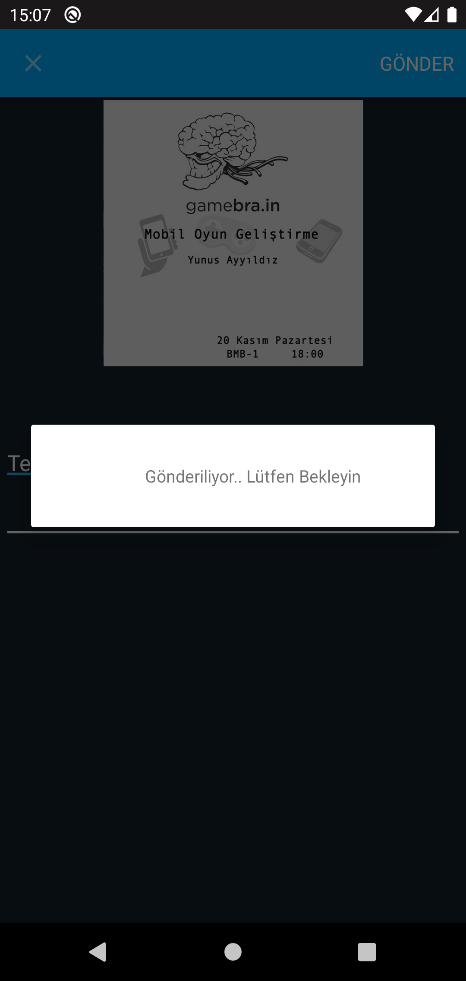 15:07
GÖNDER
gamebra.in
Mobil Oyun Geliştirme
Yunus Ayyıldız
20 Kasım Pazartesi
BMB-1 18:00
Te
Gönderiliyor.. Lütfen Bekleyin